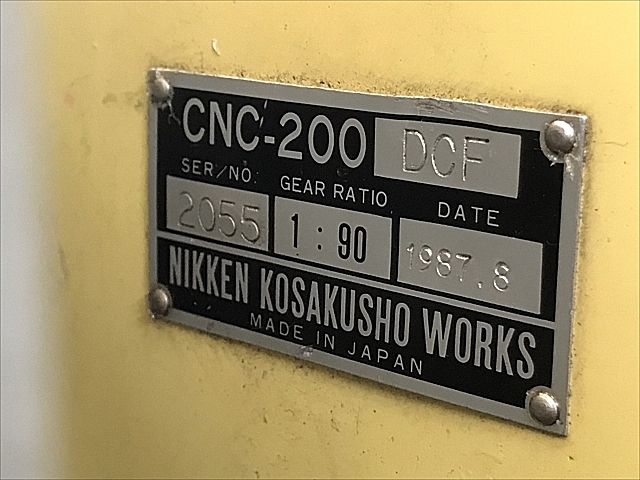 CNC-200 DCF
SER/NO. GEAR RATIO DATE
2055 1:90 1987.8
NIKKEN KOSAKUSHO WORKS
MADE IN JAPAN